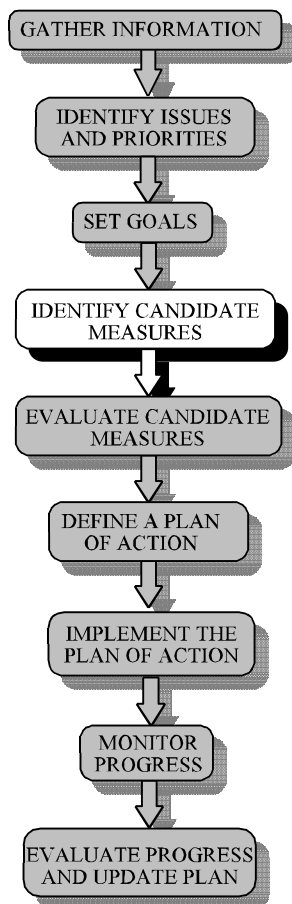 GATHER INFORMATION
IDENTIFY ISSUES
AND PRIORITIES
SET GOALS
IDENTIFY CANDIDATE
MEASURES
EVALUATE CANDIDATE
MEASURES
DEFINE A PLAN
OF ACTION
IMPLEMENT THE
PLAN OF ACTION
MONITOR
PROGRESS
EVALUATE PROGRESS
AND UPDATE PLAN